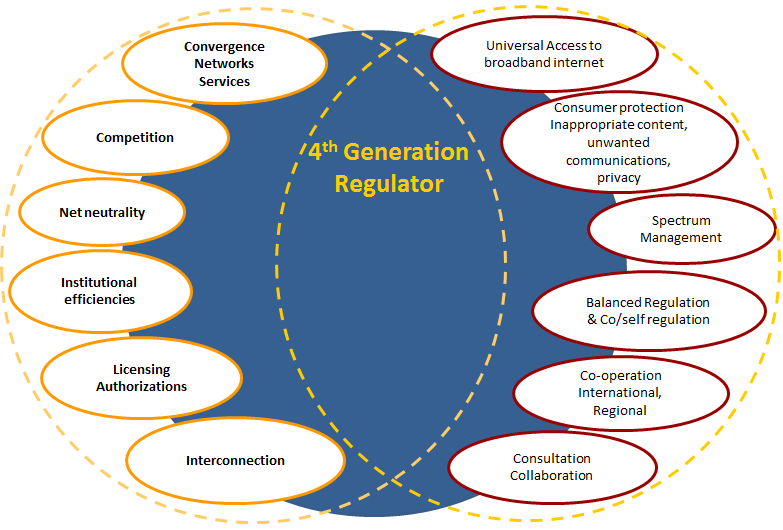 Convergence
Networks
Services
Competition
Net neutrality
Institutional
efficiencies
Licensing
Authorizations
Interconnection
4th Generation
Regulator
Universal Access to
broadband internet
Consumer protection
Inappropriate content,
unwanted
communications,
privacy
Spectrum
Management
Balanced Regulation
& Co/self regulation
Co-operation
International,
Regional
Consultation
Collaboration